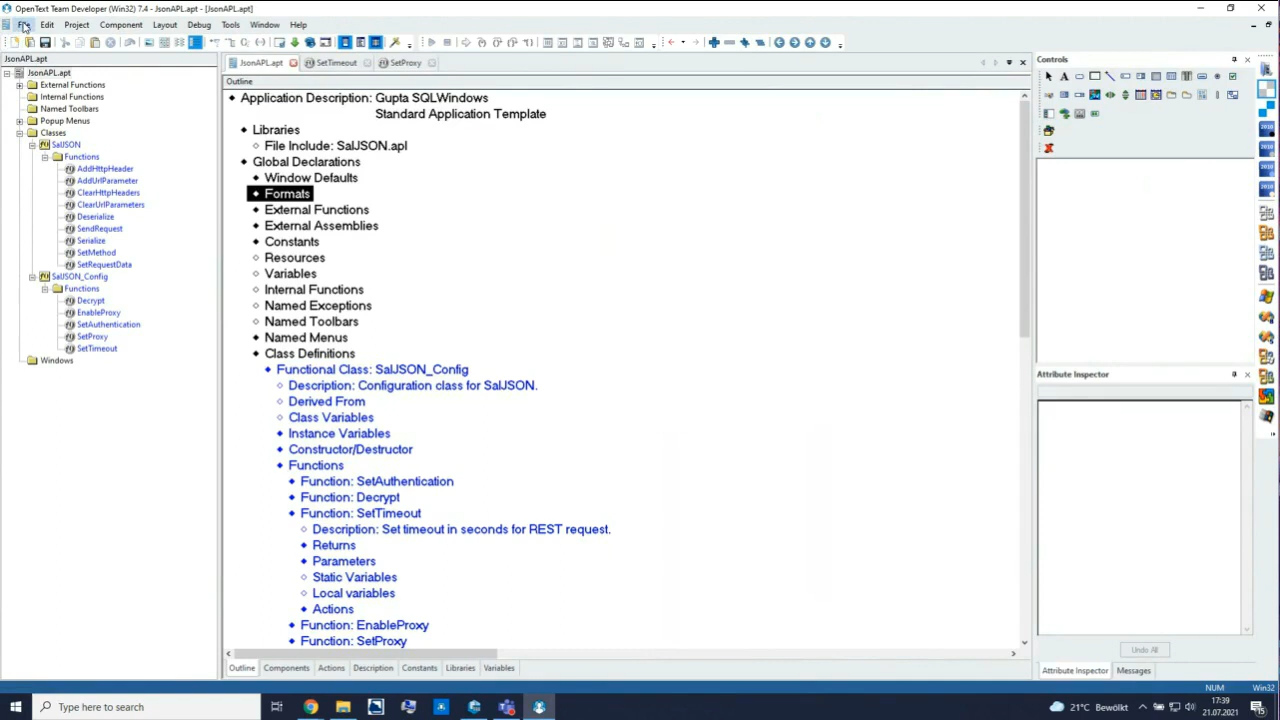 OpenText Team Developer (Win32) 7.4 - JsonAPL.apt - [JsonAPL.apt]
File Edit Project Component Layout Debug Tools Window Help
JsonAPL.apt
JsonAPL.apt
External Functions
Internal Functions
Named Toolbars
Popup Menus
Classes
SalJSON
Functions
AddHttpHeader
AddUrlParameter
ClearHttpHeaders
ClearUrlParameters
Deserialize
SendRequest
Serialize
SetMethod
SetRequestData
SalJSON_Config
Functions
Decrypt
EnableProxy
SetAuthentication
SetProxy
SetTimeout
Windows
JsonAPL.apt SetTimeout SetProxy
Outline
Application Description: Gupta SQLWindows
Standard Application Template
Libraries
File Include: SalJSON.apl
Global Declarations
Window Defaults
Formats
External Functions
External Assemblies
Constants
Resources
Variables
Internal Functions
Named Exceptions
Named Toolbars
Named Menus
Class Definitions
Functional Class: SalJSON_Config
Description: Configuration class for SalJSON.
Derived From
Class Variables
Instance Variables
Constructor/Destructor
Functions
Function: SetAuthentication
Function: Decrypt
Function: SetTimeout
Description: Set timeout in seconds for REST request.
Returns
Parameters
Static Variables
Local variables
Actions
Function: EnableProxy
Function: SetProxy
Outline Components Actions Description Constants Libraries Variables
Controls
Attribute Inspector
Undo All
Attribute Inspector Messages
NUM Win32
Type here to search
21°C Bewölkt
17:39
21.07.2021